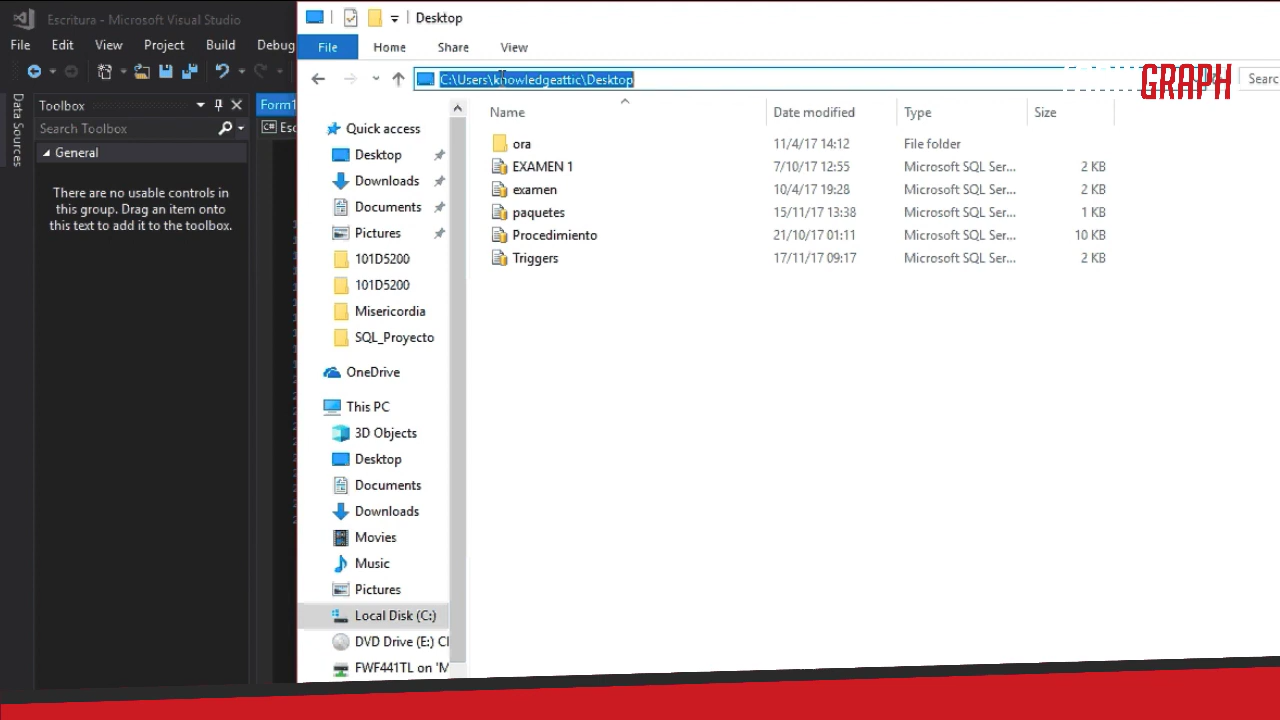 Escritura - Microsoft Visual Studio
File Edit View Project Build Debug
Data Sources
Toolbox
Search Toolbox
General
There are no usable controls in
this group. Drag an item onto
this text to add it to the toolbox.
Form1
Esc
Desktop
File Home Share View
C:\Users\knowledgeattic\Desktop
Searc
GRAPH
Quick access
Desktop
Downloads
Documents
Pictures
101D5200
101D5200
Misericordia
SQL_Proyecto
OneDrive
This PC
3D Objects
Desktop
Documents
Downloads
Movies
Music
Pictures
Local Disk (C:)
DVD Drive (E:) C
FWF441TL on 'M
Name Date modified Type Size
ora 11/4/17 14:12 File folder
EXAMEN 1 7/10/17 12:55 Microsoft SQL Ser... 2 KB
examen 10/4/17 19:28 Microsoft SQL Ser... 2 KB
paquetes 15/11/17 13:38 Microsoft SQL Ser... 1 KB
Procedimiento 21/10/17 01:11 Microsoft SQL Ser... 10 KB
Triggers 17/11/17 09:17 Microsoft SQL Ser... 2 KB